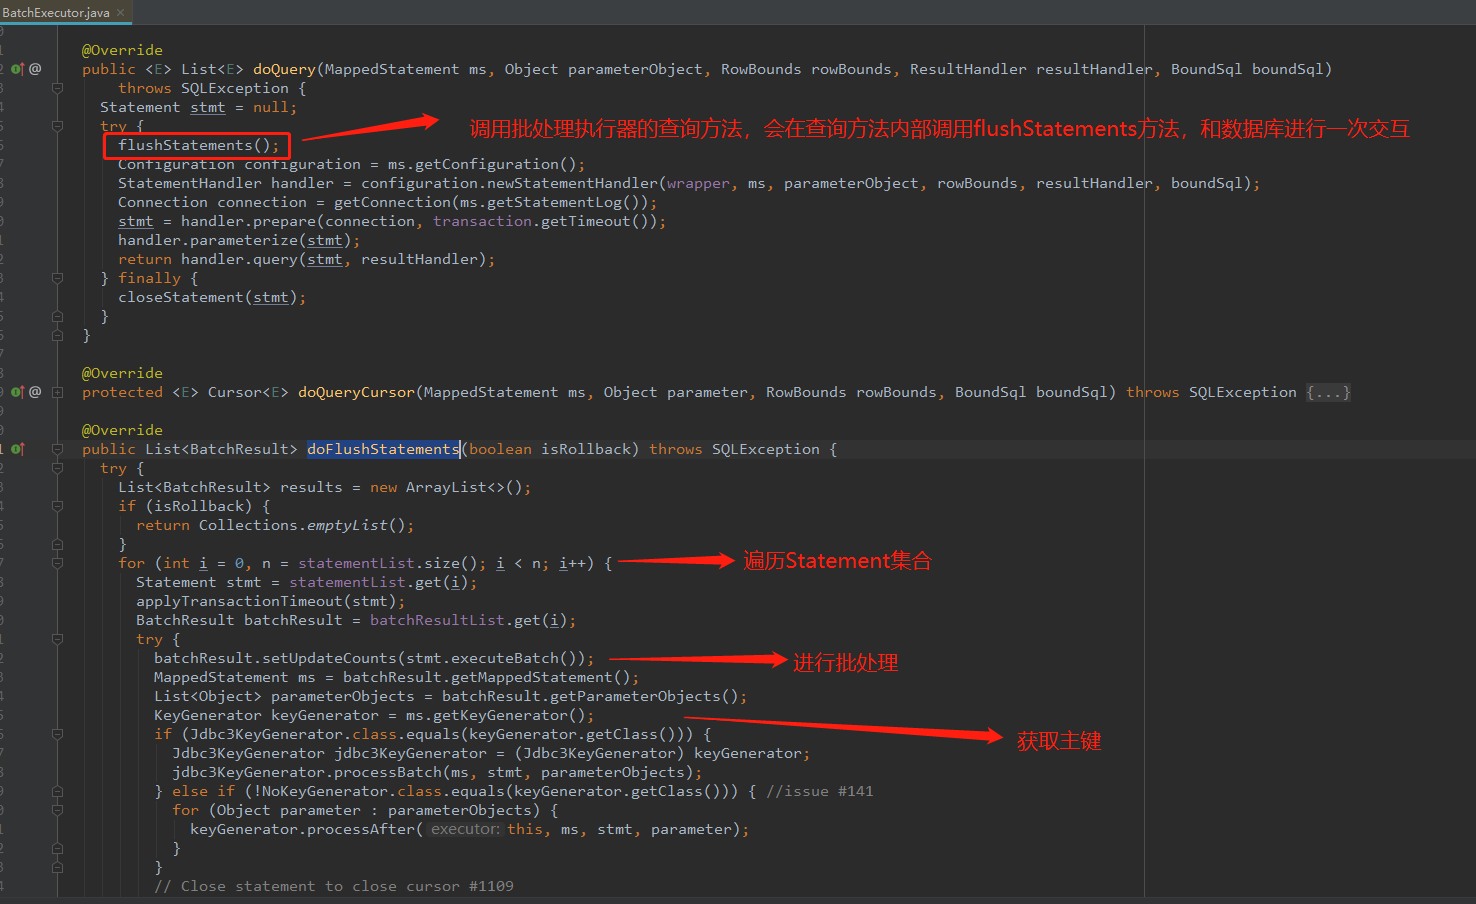 BatchExecutor.java ×
@Override
public <E> List<E> doQuery(MappedStatement ms, Object parameterObject, RowBounds rowBounds, ResultHandler resultHandler, BoundSql boundSql)
throws SQLException {
Statement stmt = null;
try {
flushStatements(); 调用批处理执行器的查询方法，会在查询方法内部调用flushStatements方法，和数据库进行一次交互
Configuration configuration = ms.getConfiguration();
StatementHandler handler = configuration.newStatementHandler(wrapper, ms, parameterObject, rowBounds, resultHandler, boundSql);
Connection connection = getConnection(ms.getStatementLog());
stmt = handler.prepare(connection, transaction.getTimeout());
handler.parameterize(stmt);
return handler.query(stmt, resultHandler);
} finally {
closeStatement(stmt);
}
}
@Override
protected <E> Cursor<E> doQueryCursor(MappedStatement ms, Object parameter, RowBounds rowBounds, BoundSql boundSql) throws SQLException {...}
@Override
public List<BatchResult> doFlushStatements(boolean isRollback) throws SQLException {
try {
List<BatchResult> results = new ArrayList<>();
if (isRollback) {
return Collections.emptyList();
}
for (int i = 0, n = statementList.size(); i < n; i++) { 遍历Statement集合
Statement stmt = statementList.get(i);
applyTransactionTimeout(stmt);
BatchResult batchResult = batchResultList.get(i);
try {
batchResult.setUpdateCounts(stmt.executeBatch()); 进行批处理
MappedStatement ms = batchResult.getMappedStatement();
List<Object> parameterObjects = batchResult.getParameterObjects();
KeyGenerator keyGenerator = ms.getKeyGenerator(); 获取主键
if (Jdbc3KeyGenerator.class.equals(keyGenerator.getClass())) {
Jdbc3KeyGenerator jdbc3KeyGenerator = (Jdbc3KeyGenerator) keyGenerator;
jdbc3KeyGenerator.processBatch(ms, stmt, parameterObjects);
} else if (!NoKeyGenerator.class.equals(keyGenerator.getClass())) { //issue #141
for (Object parameter : parameterObjects) {
keyGenerator.processAfter( executor: this, ms, stmt, parameter);
}
}
// Close statement to close cursor #1109